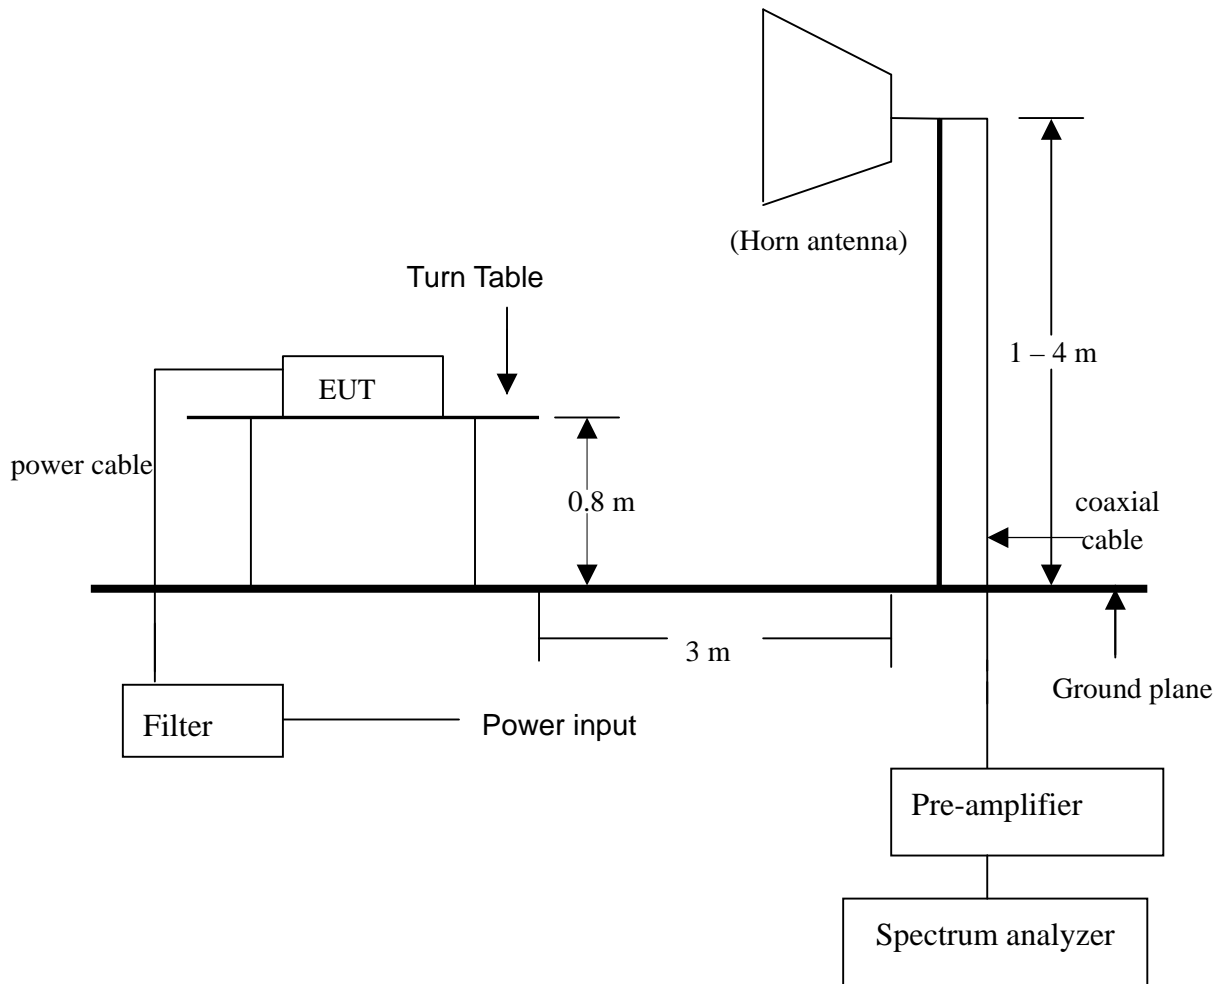 (Horn antenna)
Turn Table
1 – 4 m
EUT
power cable
0.8 m
coaxial
cable
3 m
Ground plane
Filter
Power input
Pre-amplifier
Spectrum analyzer